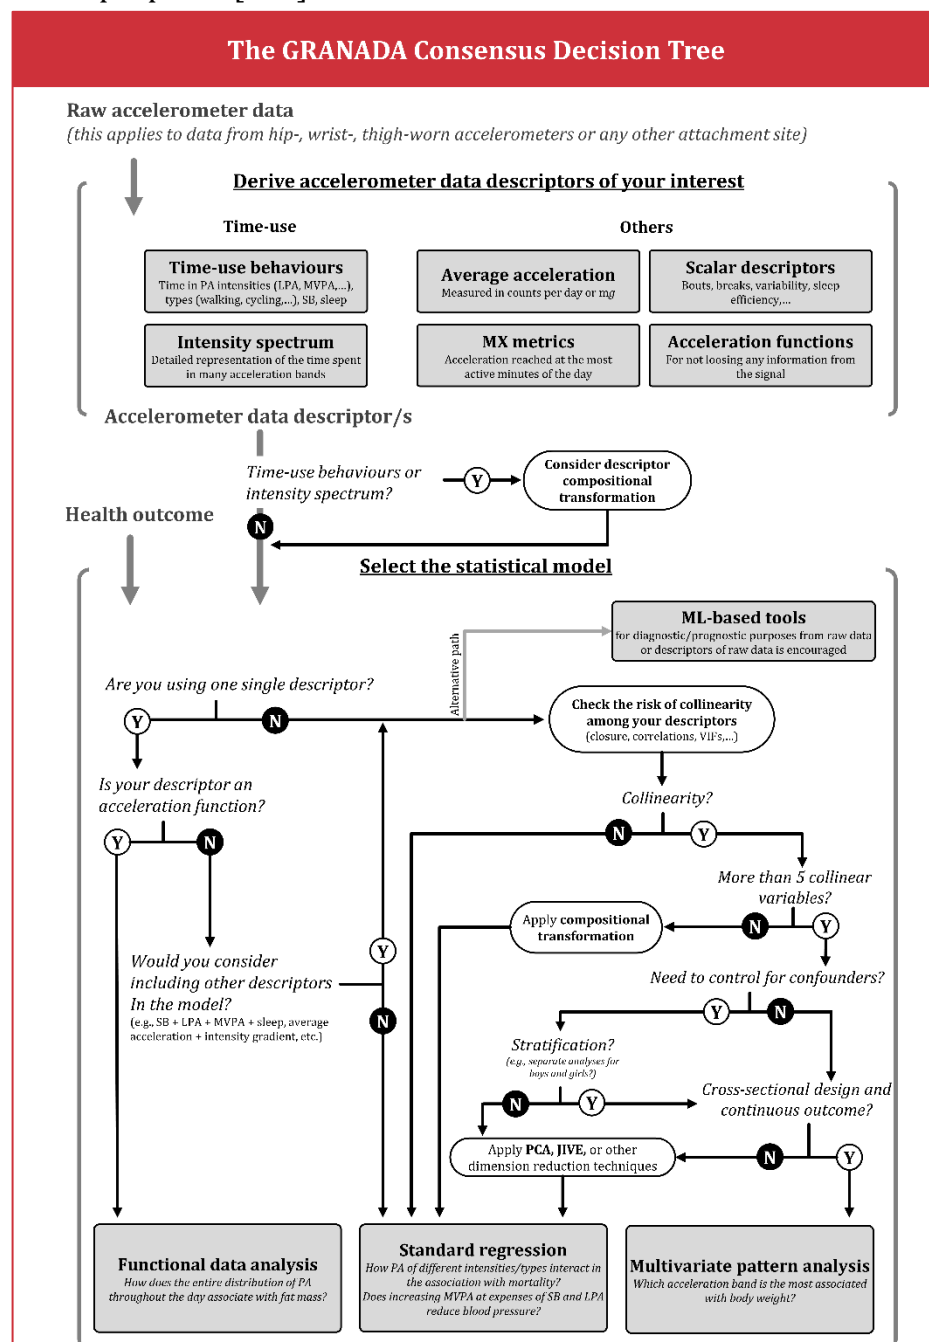 The GRANADA Consensus Decision Tree
Raw accelerometer data
(this applies to data from hip-, wrist-, thigh-worn accelerometers or any other attachment site)
Derive accelerometer data descriptors of your interest
Time-use
Others
Time-use behaviours
Time in PA intensities (LPA, MVPA,...),
types (walking, cycling,...), SB, sleep
Average acceleration
Measured in counts per day or mg
Scalar descriptors
Bouts, breaks, variability, sleep
efficiency,...
Intensity spectrum
Detailed representation of the time spent
in many acceleration bands
MX metrics
Acceleration reached at the most
active minutes of the day
Acceleration functions
For not loosing any information from
the signal
Accelerometer data descriptor/s
Time-use behaviours or
intensity spectrum?
Y
Consider descriptor
compositional
transformation
Health outcome
N
Select the statistical model
ML-based tools
for diagnostic/prognostic purposes from raw data
or descriptors of raw data is encouraged
Alternative path
Are you using one single descriptor?
Y
N
Check the risk of collinearity
among your descriptors
(closure, correlations, VIFs,...)
Is your descriptor an
acceleration function?
Y
N
Collinearity?
N
Y
More than 5 collinear
variables?
N
Y
Apply compositional
transformation
Would you consider
including other descriptors
In the model?
(e.g., SB + LPA + MVPA + sleep, average
acceleration + intensity gradient, etc.)
Y
N
Need to control for confounders?
Y
N
Stratification?
(e.g., separate analyses for
boys and girls?)
N
Y
Cross-sectional design and
continuous outcome?
N
Y
Apply PCA, JIVE, or other
dimension reduction techniques
Functional data analysis
How does the entire distribution of PA
throughout the day associate with fat mass?
Standard regression
How PA of different intensities/types interact in
the association with mortality?
Does increasing MVPA at expenses of SB and LPA
reduce blood pressure?
Multivariate pattern analysis
Which acceleration band is the most associated
with body weight?